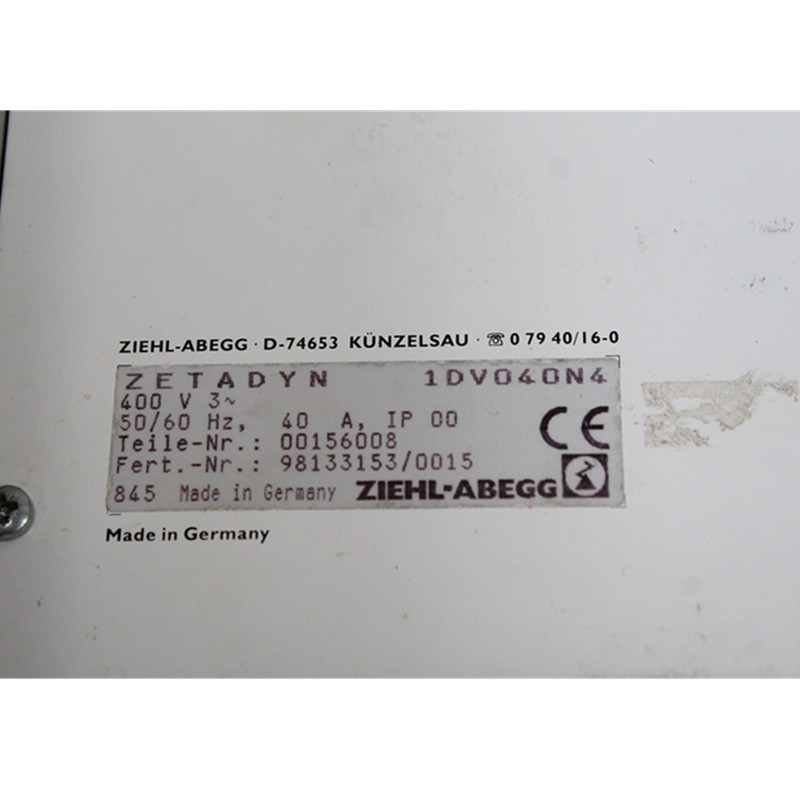 ZIEHL-ABEGG · D-74653 KÜNZELSAU · ☏ 0 79 40/16-0
ZETADYN 1DV040N4
400 V 3~
50/60 Hz, 40 A, IP 00
Teile-Nr.: 00156008
Fert.-Nr.: 98133153/0015
CE
845 Made in Germany ZIEHL-ABEGG
Made in Germany